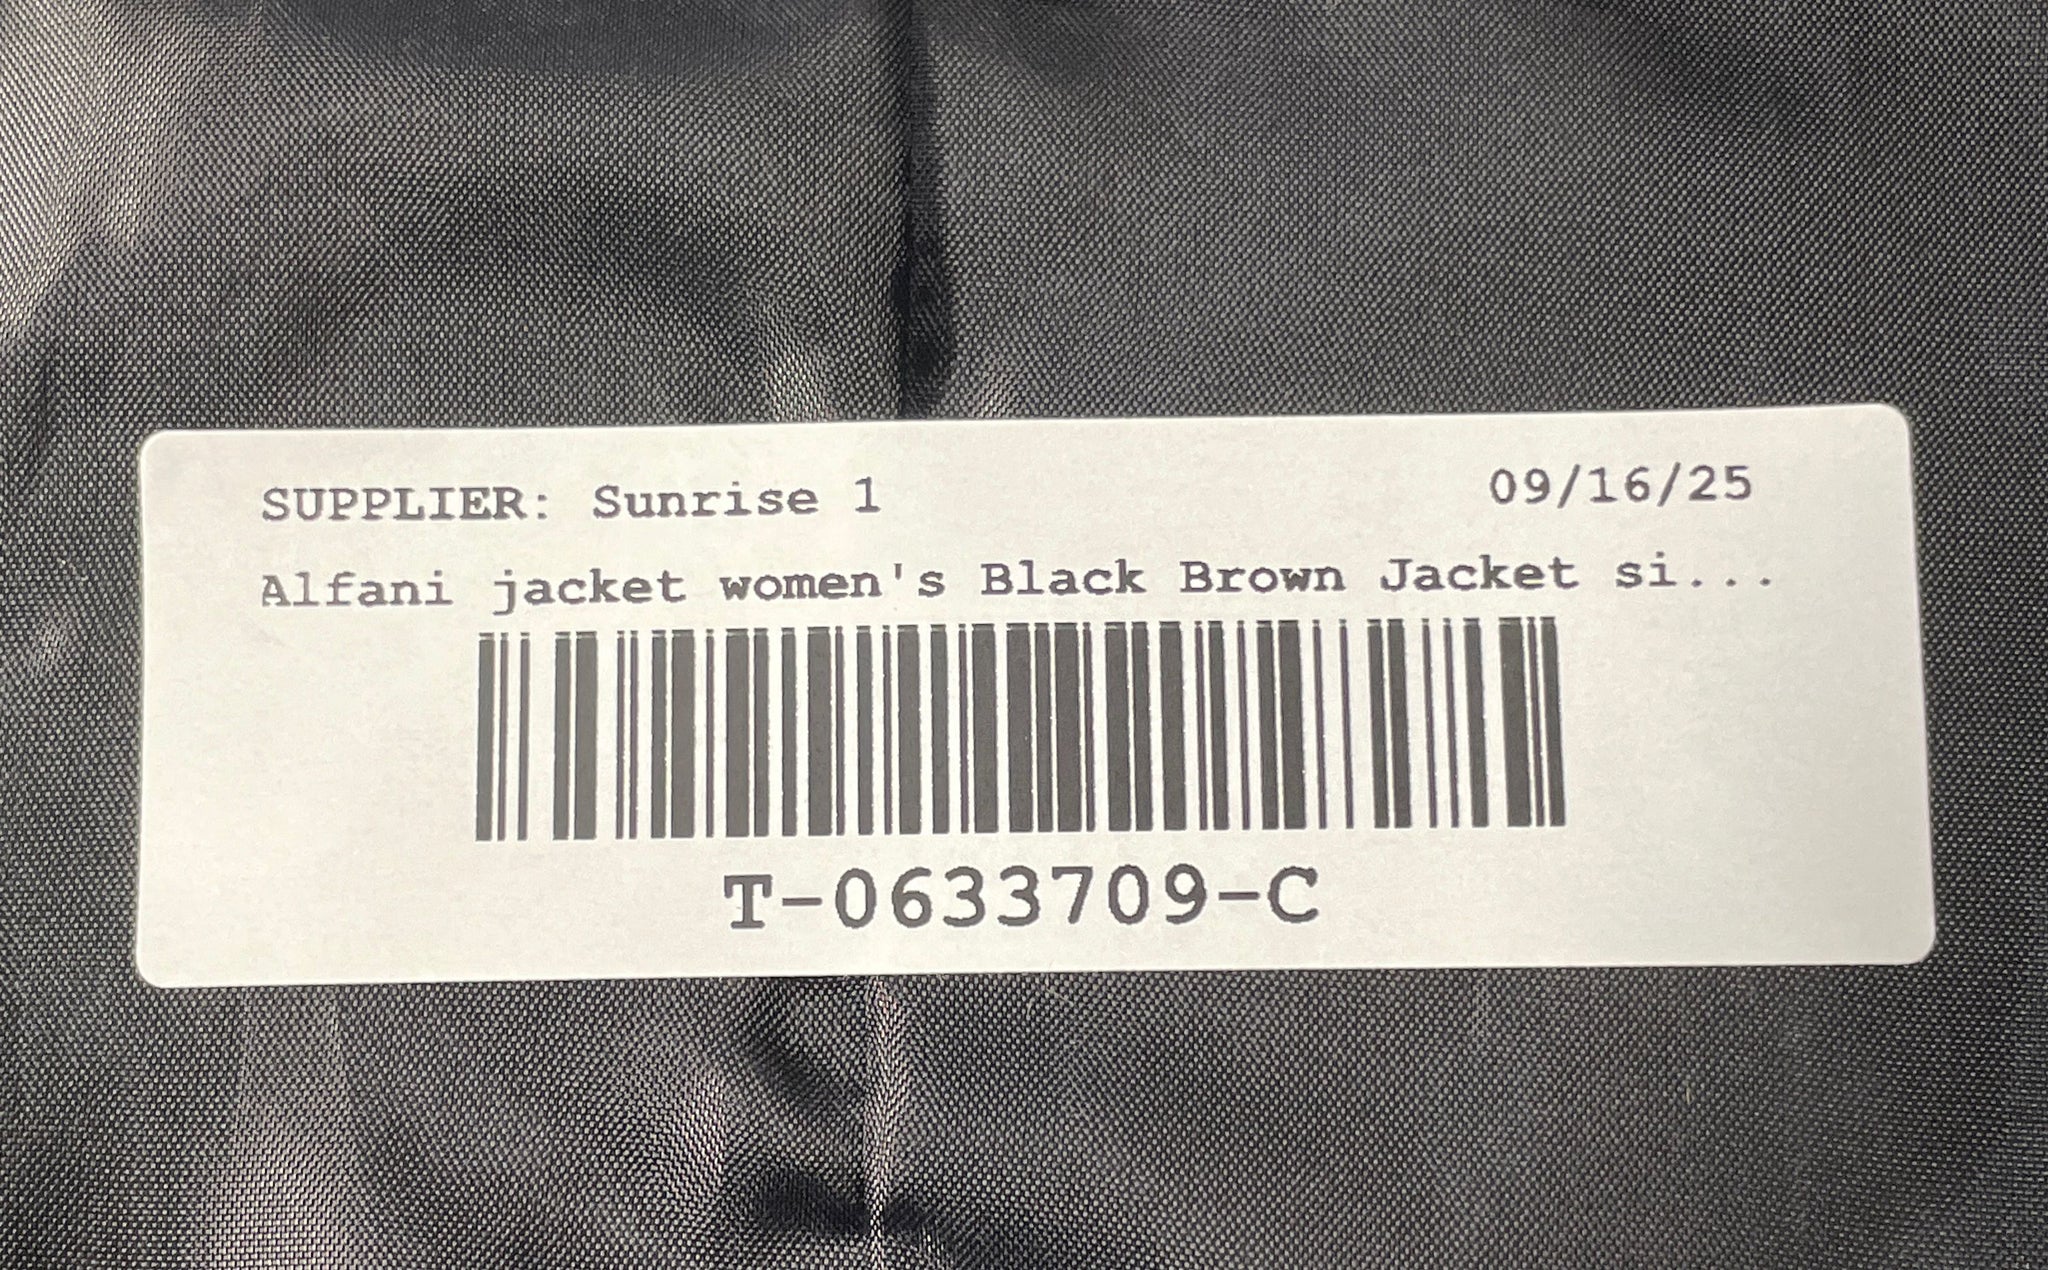 SUPPLIER: Sunrise 1 09/16/25
Alfani jacket women's Black Brown Jacket si...
T-0633709-C